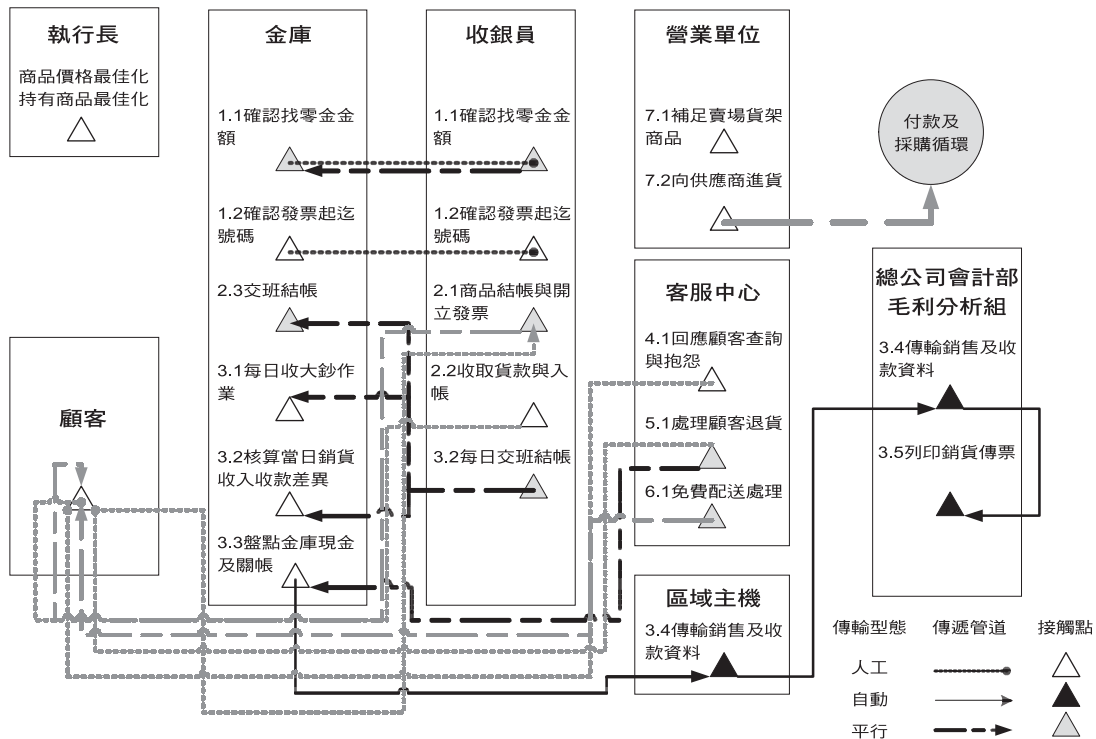 執行長
商品價格最佳化
持有商品最佳化
顧客
金庫
1.1確認找零金金
額
1.2確認發票起迄
號碼
2.3交班結帳
3.1每日收大鈔作
業
3.2核算當日銷貨
收入收款差異
3.3盤點金庫現金
及關帳
收銀員
1.1確認找零金金
額
1.2確認發票起迄
號碼
2.1商品結帳與開
立發票
2.2收取貨款與入
帳
3.2每日交班結帳
營業單位
7.1補足賣場貨架
商品
7.2向供應商進貨
客服中心
4.1回應顧客查詢
與抱怨
5.1處理顧客退貨
6.1免費配送處理
區域主機
3.4傳輸銷售及收
款資料
付款及
採購循環
總公司會計部
毛利分析組
3.4傳輸銷售及收
款資料
3.5列印銷貨傳票
傳輸型態 傳遞管道 接觸點
人工
自動
平行